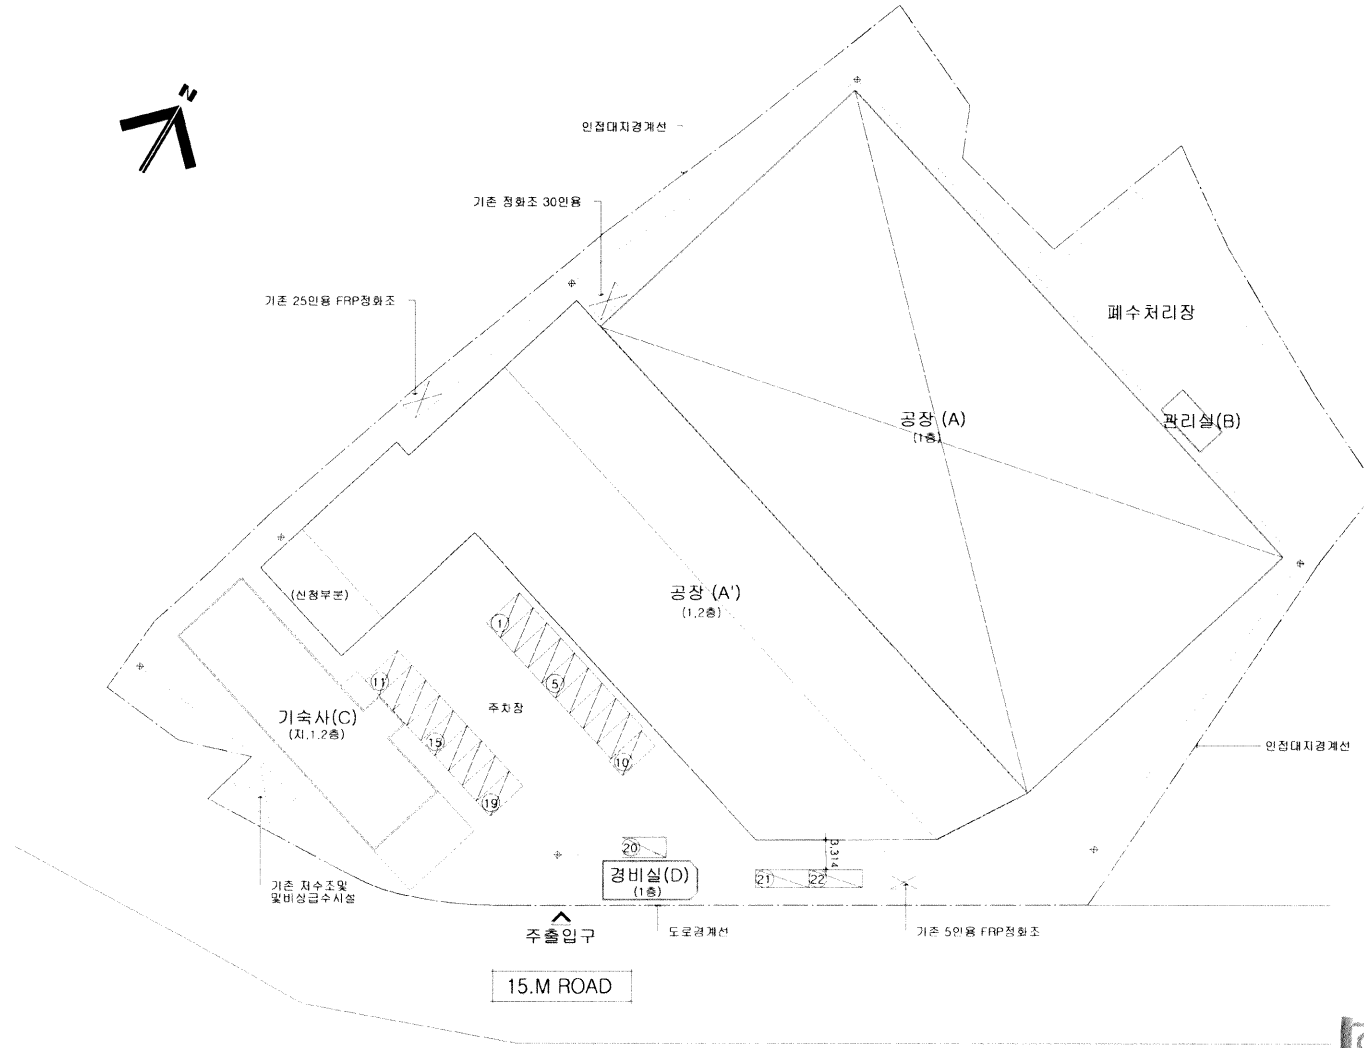 N
인접대지경계선
기존 정화조 30인용
기존 25인용 FRP정화조
폐수처리장
공장 (A)
(1층)
관리실(B)
(신청부분)
공장 (A')
(1,2층)
1
5
10
11
15
19
주차장
기숙사(C)
(지,1,2층)
인접대지경계선
3,314
20
21
22
경비실(D)
(1층)
기존 저수조및
및비상급수시설
주출입구
도로경계선
기존 5인용 FRP정화조
15.M ROAD